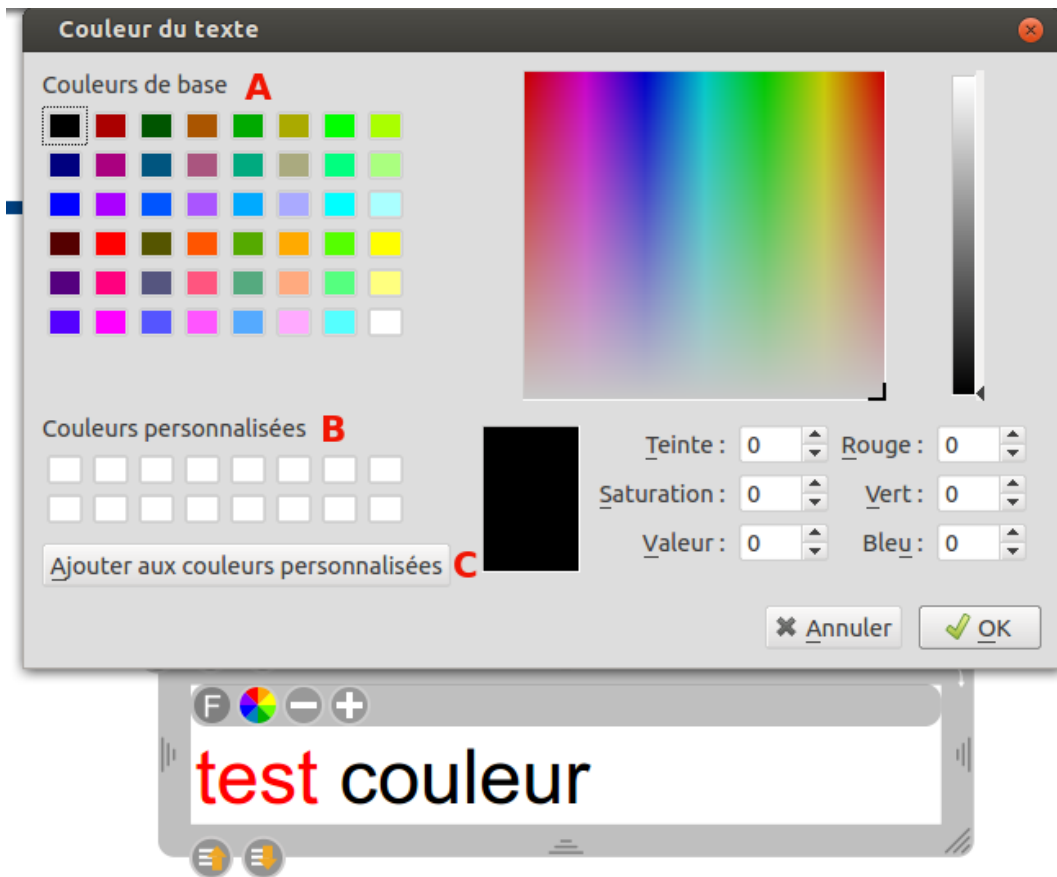 Couleur du texte
Couleurs de base A
Couleurs personnalisées B
Teinte : 0 Rouge : 0
Saturation : 0 Vert : 0
Valeur : 0 Bleu : 0
Ajouter aux couleurs personnalisées C
Annuler OK
F
test couleur